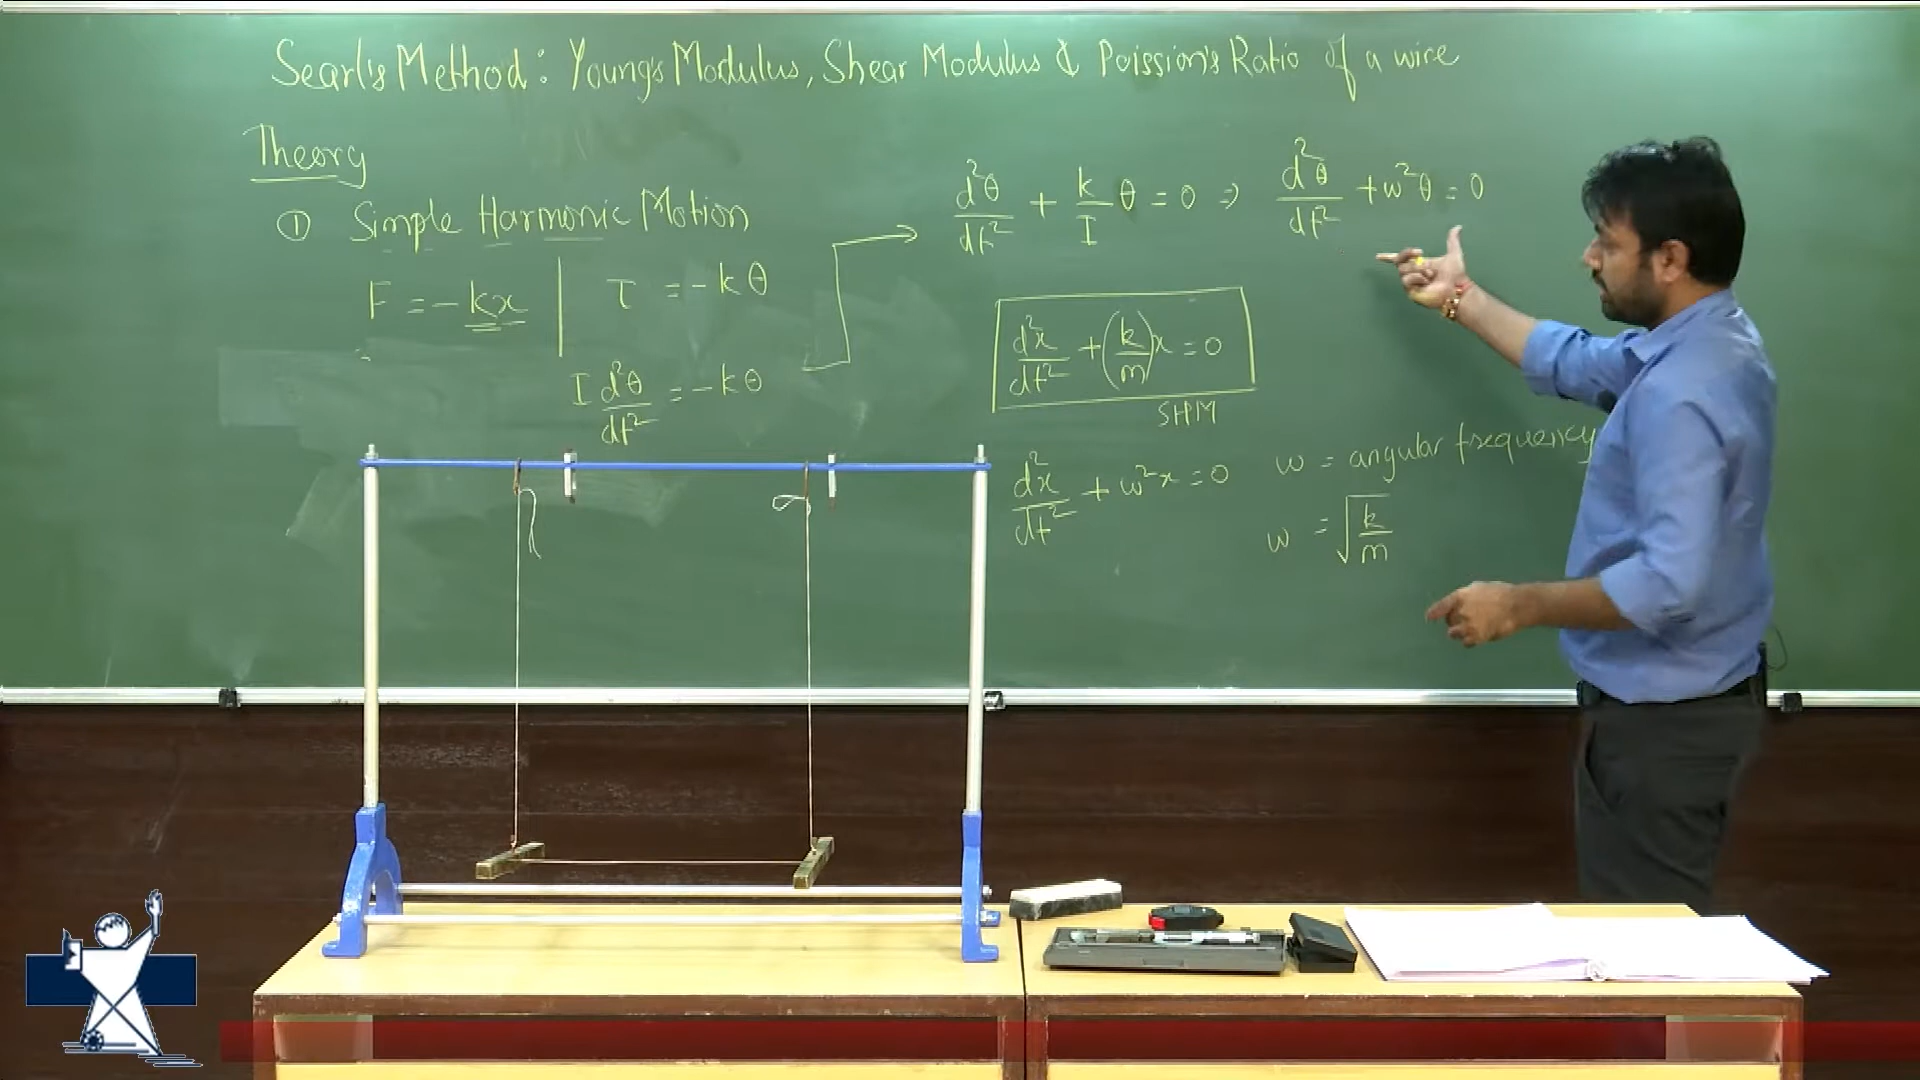 Searl's Method: Young's Modulus, Shear Modulus & Poission's Ratio of a wire
Theory
① Simple Harmonic Motion
F = -kx | τ = -kθ
I d²θ/dt² = -kθ
d²θ/dt² + k/I θ = 0 ⇒ d²θ/dt² + ω²θ = 0
d²x/dt² + (k/m)x = 0
SHM
d²x/dt² + ω²x = 0
ω = angular frequency
ω = √k/m